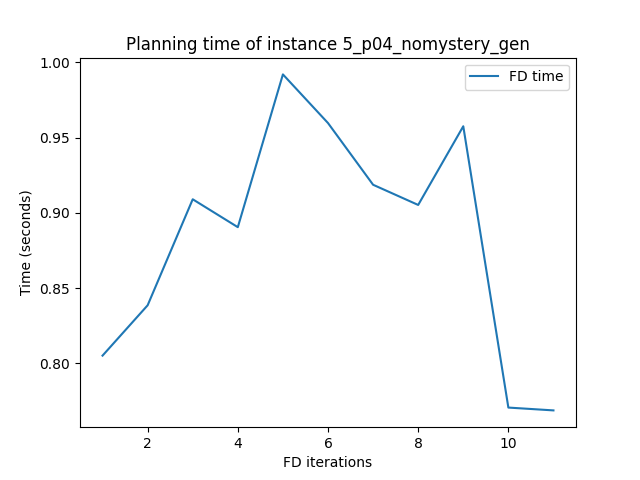 Planning time of instance 5_p04_nomystery_gen
FD time
1.00
0.95
0.90
0.85
0.80
Time (seconds)
2 4 6 8 10
FD iterations